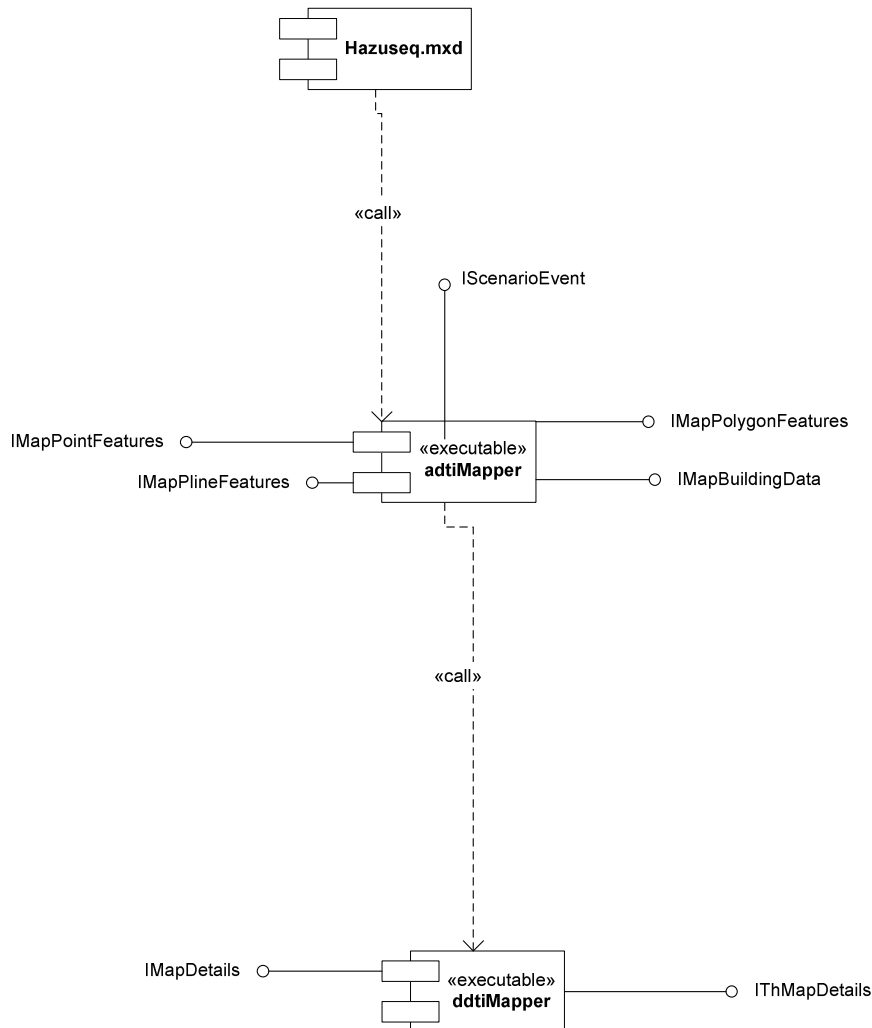 Hazuseq.mxd
«call»
IScenarioEvent
IMapPointFeatures
IMapPolygonFeatures
«executable»
adtiMapper
IMapPlineFeatures
IMapBuildingData
«call»
IMapDetails
«executable»
ddtiMapper
IThMapDetails